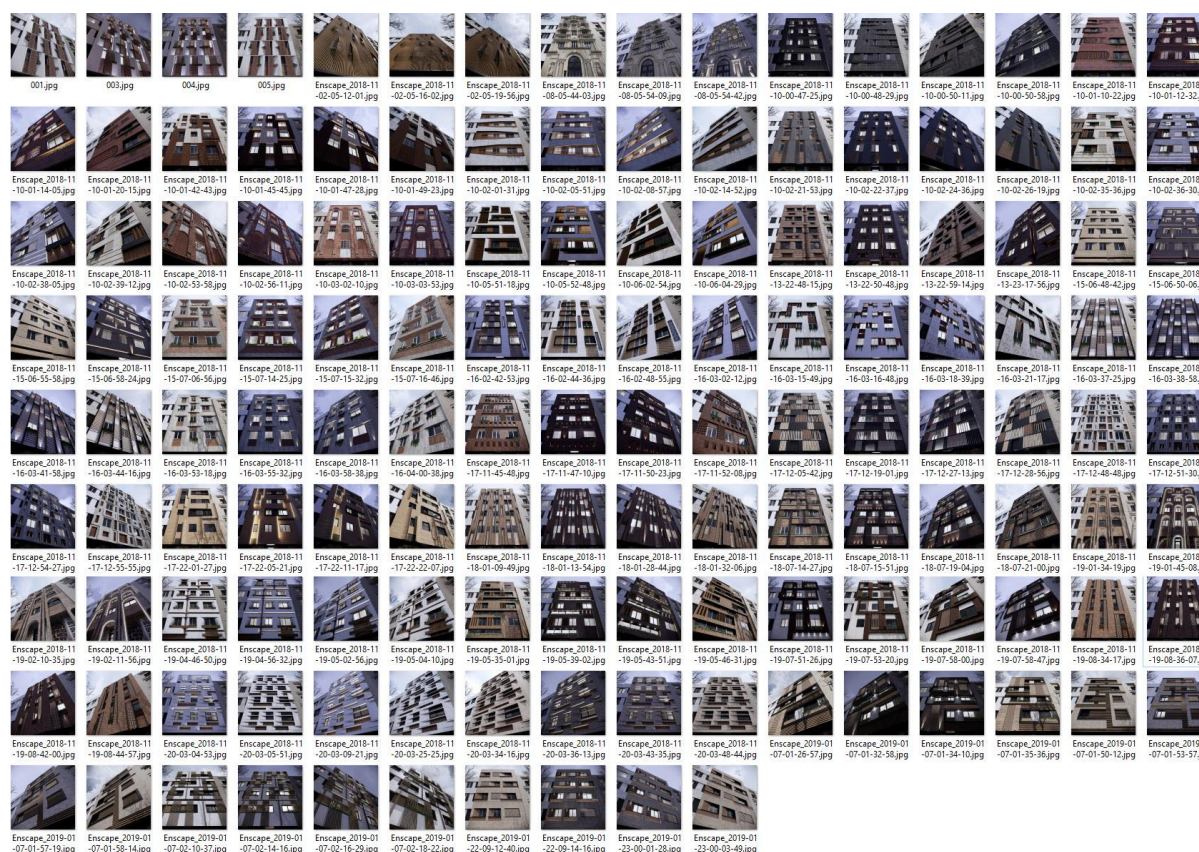 001.jpg 003.jpg 004.jpg 005.jpg Enscape_2018-11 Enscape_2018-11 Enscape_2018-11 Enscape_2018-11 Enscape_2018-11 Enscape_2018-11 Enscape_2018-11 Enscape_2018-11 Enscape_2018-11 Enscape_2018-11 Enscape_2018-11 Enscape_2018
-02-05-12-01.jpg -02-05-16-02.jpg -02-05-19-56.jpg -08-05-44-03.jpg -08-05-54-09.jpg -08-05-54-42.jpg -10-00-47-25.jpg -10-00-48-29.jpg -10-00-50-11.jpg -10-00-50-58.jpg -10-01-10-22.jpg -10-01-12-32.
Enscape_2018-11 Enscape_2018-11 Enscape_2018-11 Enscape_2018-11 Enscape_2018-11 Enscape_2018-11 Enscape_2018-11 Enscape_2018-11 Enscape_2018-11 Enscape_2018-11 Enscape_2018-11 Enscape_2018-11 Enscape_2018-11 Enscape_2018-11 Enscape_2018-11 Enscape_2018
-10-01-14-05.jpg -10-01-20-15.jpg -10-01-42-43.jpg -10-01-45-45.jpg -10-01-47-28.jpg -10-01-49-23.jpg -10-02-01-31.jpg -10-02-05-51.jpg -10-02-08-57.jpg -10-02-14-52.jpg -10-02-21-53.jpg -10-02-22-37.jpg -10-02-24-36.jpg -10-02-26-19.jpg -10-02-35-36.jpg -10-02-36-30.
Enscape_2018-11 Enscape_2018-11 Enscape_2018-11 Enscape_2018-11 Enscape_2018-11 Enscape_2018-11 Enscape_2018-11 Enscape_2018-11 Enscape_2018-11 Enscape_2018-11 Enscape_2018-11 Enscape_2018-11 Enscape_2018-11 Enscape_2018-11 Enscape_2018-11 Enscape_2018
-10-02-38-05.jpg -10-02-39-12.jpg -10-02-53-58.jpg -10-02-56-11.jpg -10-03-02-10.jpg -10-03-03-53.jpg -10-05-51-18.jpg -10-05-52-48.jpg -10-06-02-54.jpg -10-06-04-29.jpg -13-22-48-15.jpg -13-22-50-48.jpg -13-22-59-14.jpg -13-23-17-56.jpg -15-06-48-42.jpg -15-06-50-06.
Enscape_2018-11 Enscape_2018-11 Enscape_2018-11 Enscape_2018-11 Enscape_2018-11 Enscape_2018-11 Enscape_2018-11 Enscape_2018-11 Enscape_2018-11 Enscape_2018-11 Enscape_2018-11 Enscape_2018-11 Enscape_2018-11 Enscape_2018-11 Enscape_2018-11 Enscape_2018
-15-06-55-58.jpg -15-06-58-24.jpg -15-07-06-56.jpg -15-07-14-25.jpg -15-07-15-32.jpg -15-07-16-46.jpg -16-02-42-53.jpg -16-02-44-36.jpg -16-02-48-55.jpg -16-03-02-12.jpg -16-03-15-49.jpg -16-03-16-48.jpg -16-03-18-39.jpg -16-03-21-17.jpg -16-03-37-25.jpg -16-03-38-58.
Enscape_2018-11 Enscape_2018-11 Enscape_2018-11 Enscape_2018-11 Enscape_2018-11 Enscape_2018-11 Enscape_2018-11 Enscape_2018-11 Enscape_2018-11 Enscape_2018-11 Enscape_2018-11 Enscape_2018-11 Enscape_2018-11 Enscape_2018-11 Enscape_2018-11 Enscape_2018
-16-03-41-58.jpg -16-03-44-16.jpg -16-03-53-18.jpg -16-03-55-32.jpg -16-03-58-38.jpg -16-04-00-38.jpg -17-11-45-48.jpg -17-11-47-10.jpg -17-11-50-23.jpg -17-11-52-08.jpg -17-12-05-42.jpg -17-12-19-01.jpg -17-12-27-13.jpg -17-12-28-56.jpg -17-12-48-48.jpg -17-12-51-30.
Enscape_2018-11 Enscape_2018-11 Enscape_2018-11 Enscape_2018-11 Enscape_2018-11 Enscape_2018-11 Enscape_2018-11 Enscape_2018-11 Enscape_2018-11 Enscape_2018-11 Enscape_2018-11 Enscape_2018-11 Enscape_2018-11 Enscape_2018-11 Enscape_2018-11 Enscape_2018
-17-12-54-27.jpg -17-12-55-55.jpg -17-22-01-27.jpg -17-22-05-21.jpg -17-22-11-17.jpg -17-22-22-07.jpg -18-01-09-49.jpg -18-01-13-54.jpg -18-01-28-44.jpg -18-01-32-06.jpg -18-07-14-27.jpg -18-07-15-51.jpg -18-07-19-04.jpg -18-07-21-00.jpg -19-01-34-19.jpg -19-01-45-08.
Enscape_2018-11 Enscape_2018-11 Enscape_2018-11 Enscape_2018-11 Enscape_2018-11 Enscape_2018-11 Enscape_2018-11 Enscape_2018-11 Enscape_2018-11 Enscape_2018-11 Enscape_2018-11 Enscape_2018-11 Enscape_2018-11 Enscape_2018-11 Enscape_2018-11 Enscape_2018
-19-02-10-35.jpg -19-02-11-56.jpg -19-04-46-50.jpg -19-04-56-32.jpg -19-05-02-56.jpg -19-05-04-10.jpg -19-05-35-01.jpg -19-05-39-02.jpg -19-05-43-51.jpg -19-05-46-31.jpg -19-07-51-26.jpg -19-07-53-20.jpg -19-07-58-00.jpg -19-07-58-47.jpg -19-08-34-17.jpg -19-08-36-07.
Enscape_2018-11 Enscape_2018-11 Enscape_2018-11 Enscape_2018-11 Enscape_2018-11 Enscape_2018-11 Enscape_2018-11 Enscape_2018-11 Enscape_2018-11 Enscape_2018-11 Enscape_2019-01 Enscape_2019-01 Enscape_2019-01 Enscape_2019-01 Enscape_2019-01 Enscape_2019
-19-08-42-00.jpg -19-08-44-57.jpg -20-03-04-53.jpg -20-03-05-51.jpg -20-03-09-21.jpg -20-03-25-25.jpg -20-03-34-16.jpg -20-03-36-13.jpg -20-03-43-35.jpg -20-03-48-44.jpg -07-01-26-57.jpg -07-01-32-58.jpg -07-01-34-10.jpg -07-01-35-36.jpg -07-01-50-12.jpg -07-01-53-57.
Enscape_2019-01 Enscape_2019-01 Enscape_2019-01 Enscape_2019-01 Enscape_2019-01 Enscape_2019-01 Enscape_2019-01 Enscape_2019-01 Enscape_2019-01 Enscape_2019-01
-07-01-57-19.jpg -07-01-58-14.jpg -07-02-10-37.jpg -07-02-14-16.jpg -07-02-16-29.jpg -07-02-18-22.jpg -22-09-12-40.jpg -22-09-14-16.jpg -23-00-01-28.jpg -23-00-03-49.jpg